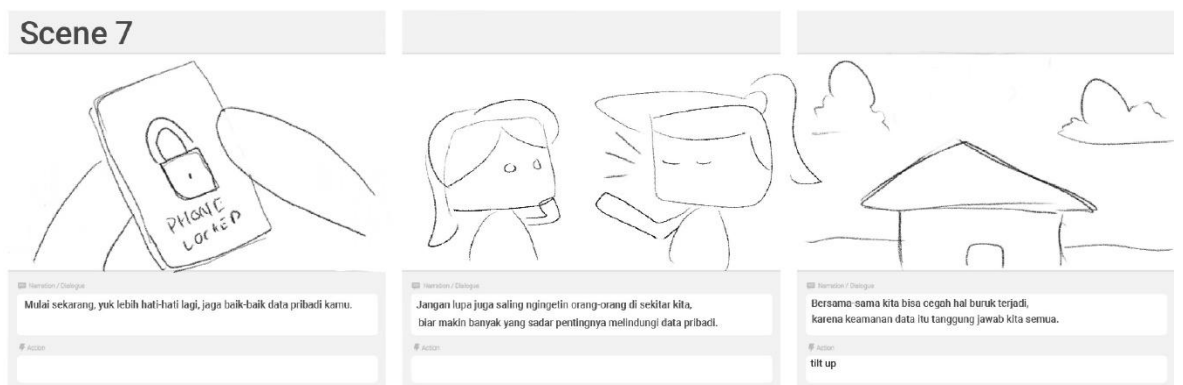 Scene 7
PHONE
LOCKED
Narration / Dialogue
Mulai sekarang, yuk lebih hati-hati lagi, jaga baik-baik data pribadi kamu.
Action
Narration / Dialogue
Jangan lupa juga saling ngingetin orang-orang di sekitar kita,
biar makin banyak yang sadar pentingnya melindungi data pribadi.
Action
Narration / Dialogue
Bersama-sama kita bisa cegah hal buruk terjadi,
karena keamanan data itu tanggung jawab kita semua.
Action
tilt up